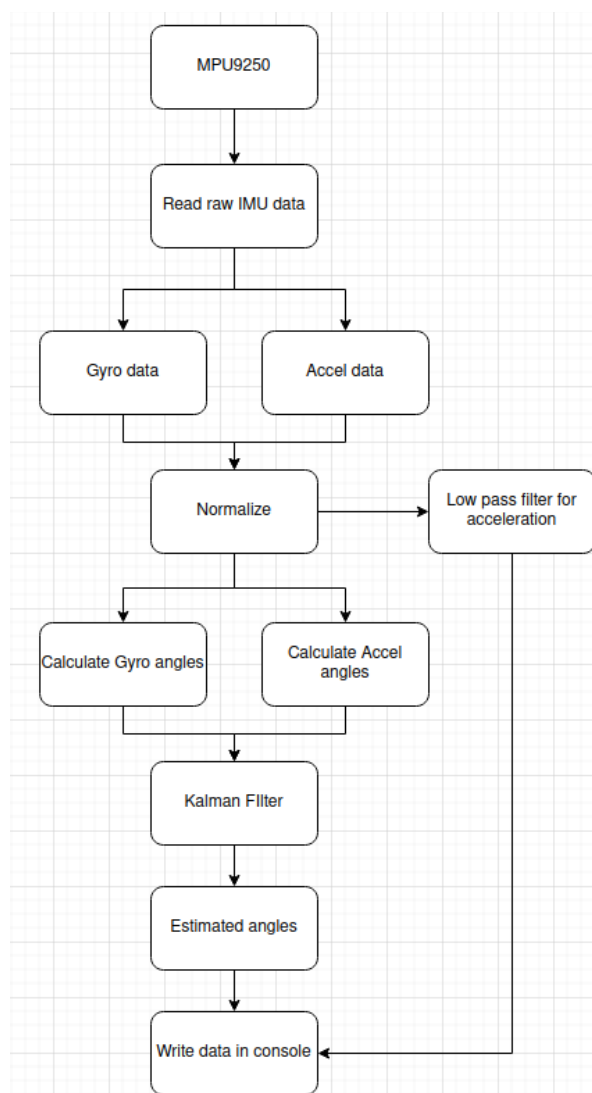 MPU9250
Read raw IMU data
Gyro data
Accel data
Normalize
Low pass filter for
acceleration
Calculate Gyro angles
Calculate Accel
angles
Kalman FIlter
Estimated angles
Write data in console